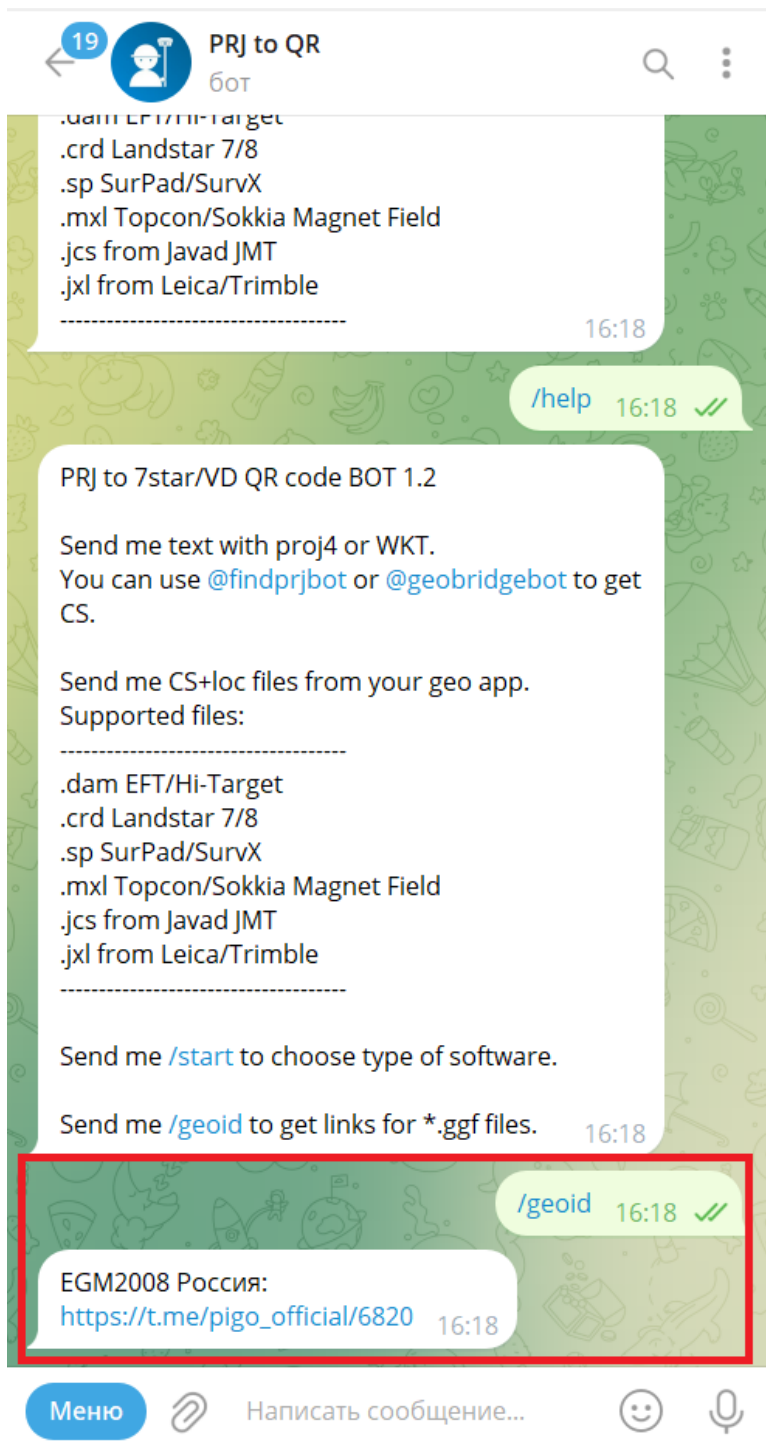 19
PRJ to QR
бот
.dam EFT/Hi-Target
.crd Landstar 7/8
.sp SurPad/SurvX
.mxl Topcon/Sokkia Magnet Field
.jcs from Javad JMT
.jxl from Leica/Trimble
-------------------------------------
16:18
/help 16:18
PRJ to 7star/VD QR code BOT 1.2
Send me text with proj4 or WKT.
You can use @findprjbot or @geobridgebot to get
CS.
Send me CS+loc files from your geo app.
Supported files:
-------------------------------------
.dam EFT/Hi-Target
.crd Landstar 7/8
.sp SurPad/SurvX
.mxl Topcon/Sokkia Magnet Field
.jcs from Javad JMT
.jxl from Leica/Trimble
-------------------------------------
Send me /start to choose type of software.
Send me /geoid to get links for *.ggf files. 16:18
/geoid 16:18
EGM2008 Россия:
https://t.me/pigo_official/6820 16:18
Меню
Написать сообщение...